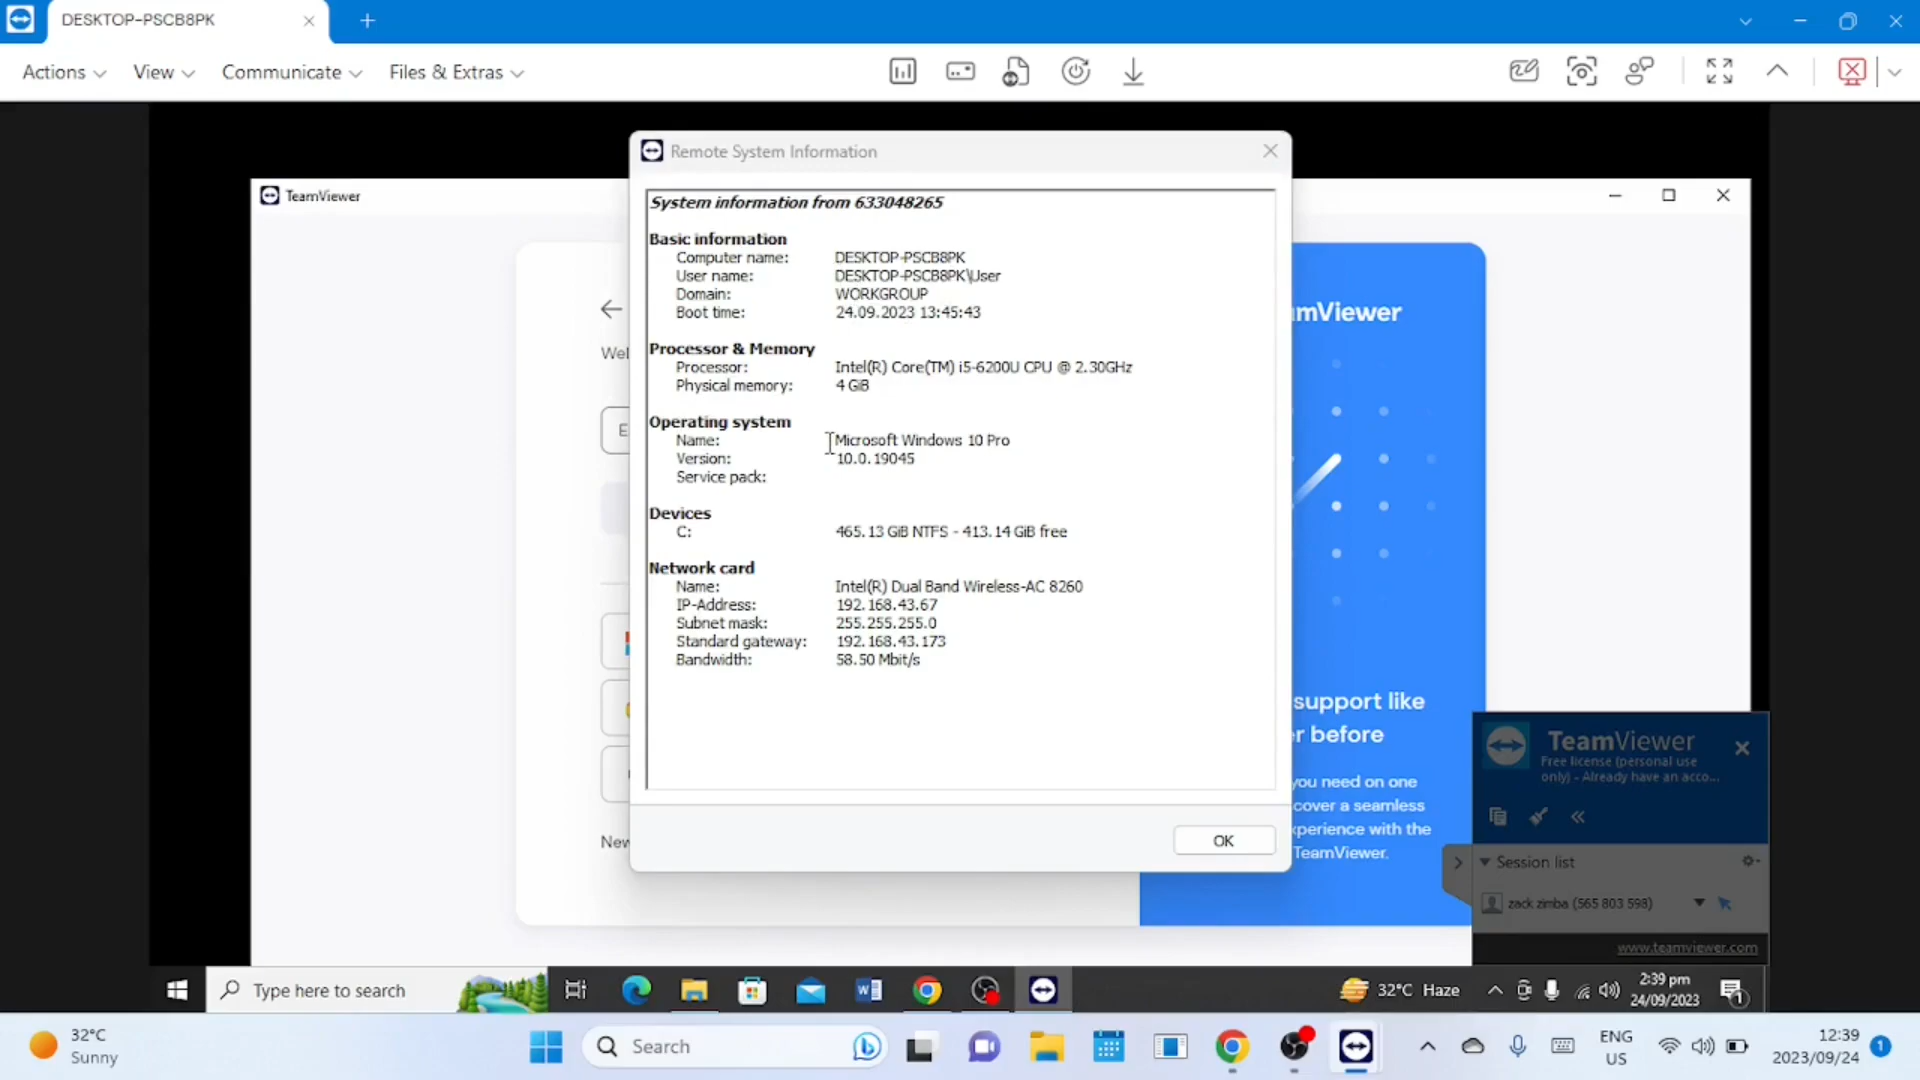 DESKTOP-PSCB8PK
Actions
View
Communicate
Files & Extras
Remote System Information
TeamViewer
System information from 633048265
Basic information
Computer name: DESKTOP-PSCB8PK
User name: DESKTOP-PSCB8PK\User
Domain: WORKGROUP
Boot time: 24.09.2023 13:45:43
Processor & Memory
Processor: Intel(R) Core(TM) i5-6200U CPU @ 2.30GHz
Physical memory: 4 GiB
Operating system
Name: Microsoft Windows 10 Pro
Version: 10.0.19045
Service pack:
Devices
C: 465.13 GiB NTFS - 413.14 GiB free
Network card
Name: Intel(R) Dual Band Wireless-AC 8260
IP-Address: 192.168.43.67
Subnet mask: 255.255.255.0
Standard gateway: 192.168.43.173
Bandwidth: 58.50 Mbit/s
OK
Wel
E
New
mViewer
support like
r before
you need on one
cover a seamless
xperience with the
TeamViewer.
TeamViewer
Free license (personal use
only) - Already have an acco...
Session list
zack zimba (565 803 598)
www.teamviewer.com
Type here to search
32°C Haze
2:39 pm
24/09/2023
1
32°C
Sunny
Search
ENG
US
12:39
2023/09/24
1